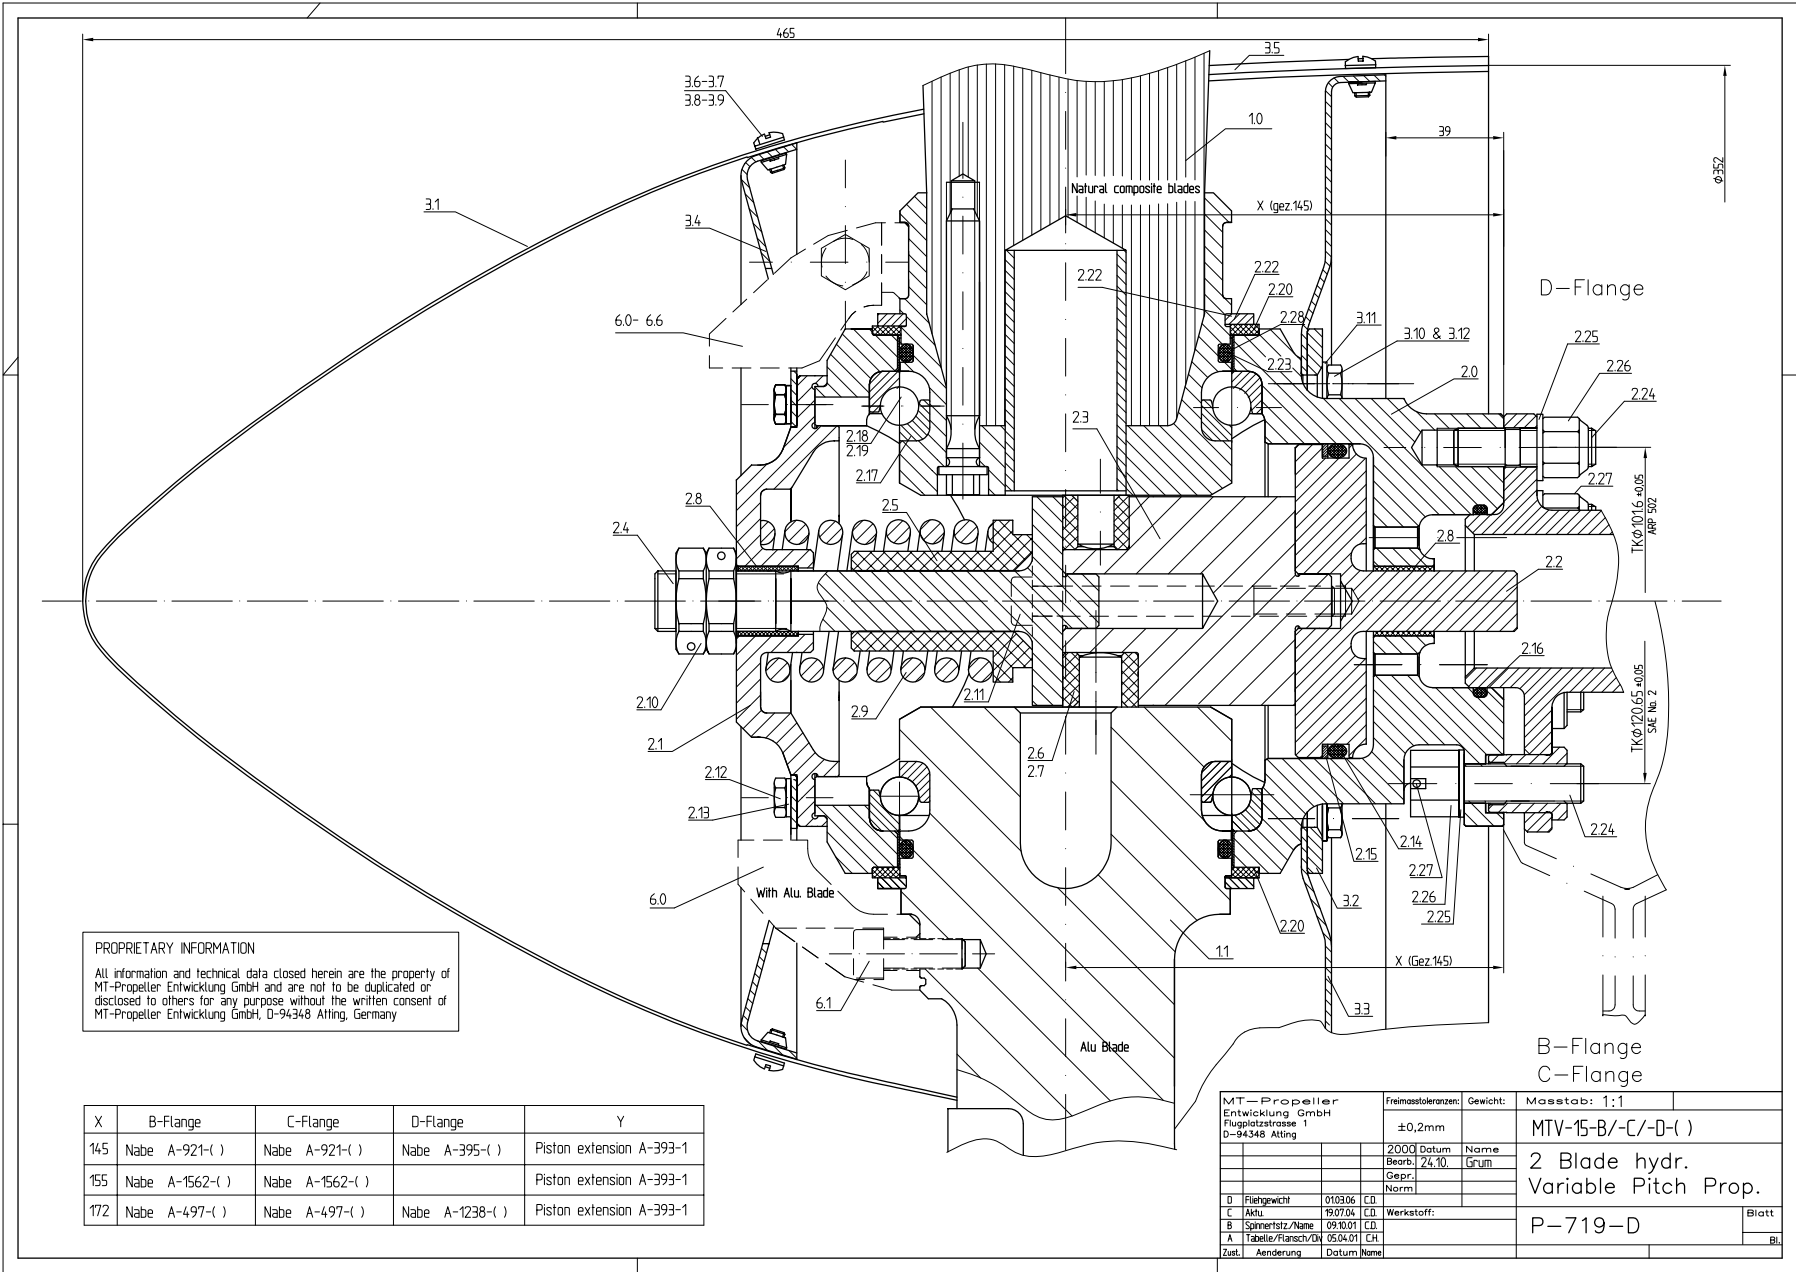 465
3.5
3.6-3.7
3.8-3.9
1.0
39
ϕ352
Natural composite blades
X (gez.145)
3.1
3.4
2.22
2.22
2.20
D-Flange
6.0- 6.6
2.28
3.11
3.10 & 3.12
2.25
2.23
2.0
2.26
2.24
2.3
2.18
2.19
2.17
2.27
TKϕ101.6 ±0.05
ARP 502
2.8
2.5
2.4
2.8
2.2
2.16
2.10
2.11
2.9
TKϕ120.65 ±0.05
SAE No. 2
2.1
2.6
2.7
2.12
2.13
2.14
2.15
2.24
2.27
With Alu. Blade
6.0
3.2
2.26
2.25
2.20
1.1
X (Gez.145)
6.1
3.3
Alu Blade
B-Flange
C-Flange
PROPRIETARY INFORMATION
All information and technical data closed herein are the property of
MT-Propeller Entwicklung GmbH and are not to be duplicated or
disclosed to others for any purpose without the written consent of
MT-Propeller Entwicklung GmbH, D-94348 Atting, Germany
X B-Flange C-Flange D-Flange Y
145 Nabe A-921-( ) Nabe A-921-( ) Nabe A-395-( ) Piston extension A-393-1
155 Nabe A-1562-( ) Nabe A-1562-( ) Piston extension A-393-1
172 Nabe A-497-( ) Nabe A-497-( ) Nabe A-1238-( ) Piston extension A-393-1
MT-Propeller
Entwicklung GmbH
Flugplatzstrasse 1
D-94348 Atting
Freimasstoleranzen: Gewicht:
±0,2mm
Masstab: 1:1
MTV-15-B/-C/-D-( )
2000 Datum Name
Bearb. 24.10. Grum
Gepr.
Norm
2 Blade hydr.
Variable Pitch Prop.
D Fliehgewicht 01.03.06 C.D.
C Aktu. 19.07.04 C.D.
B Spinnertstz./Name 09.10.01 C.D.
A Tabelle/Flansch/Div 05.04.01 C.H.
Zust. Aenderung Datum Name
Werkstoff:
P-719-D
Blatt
Bl.